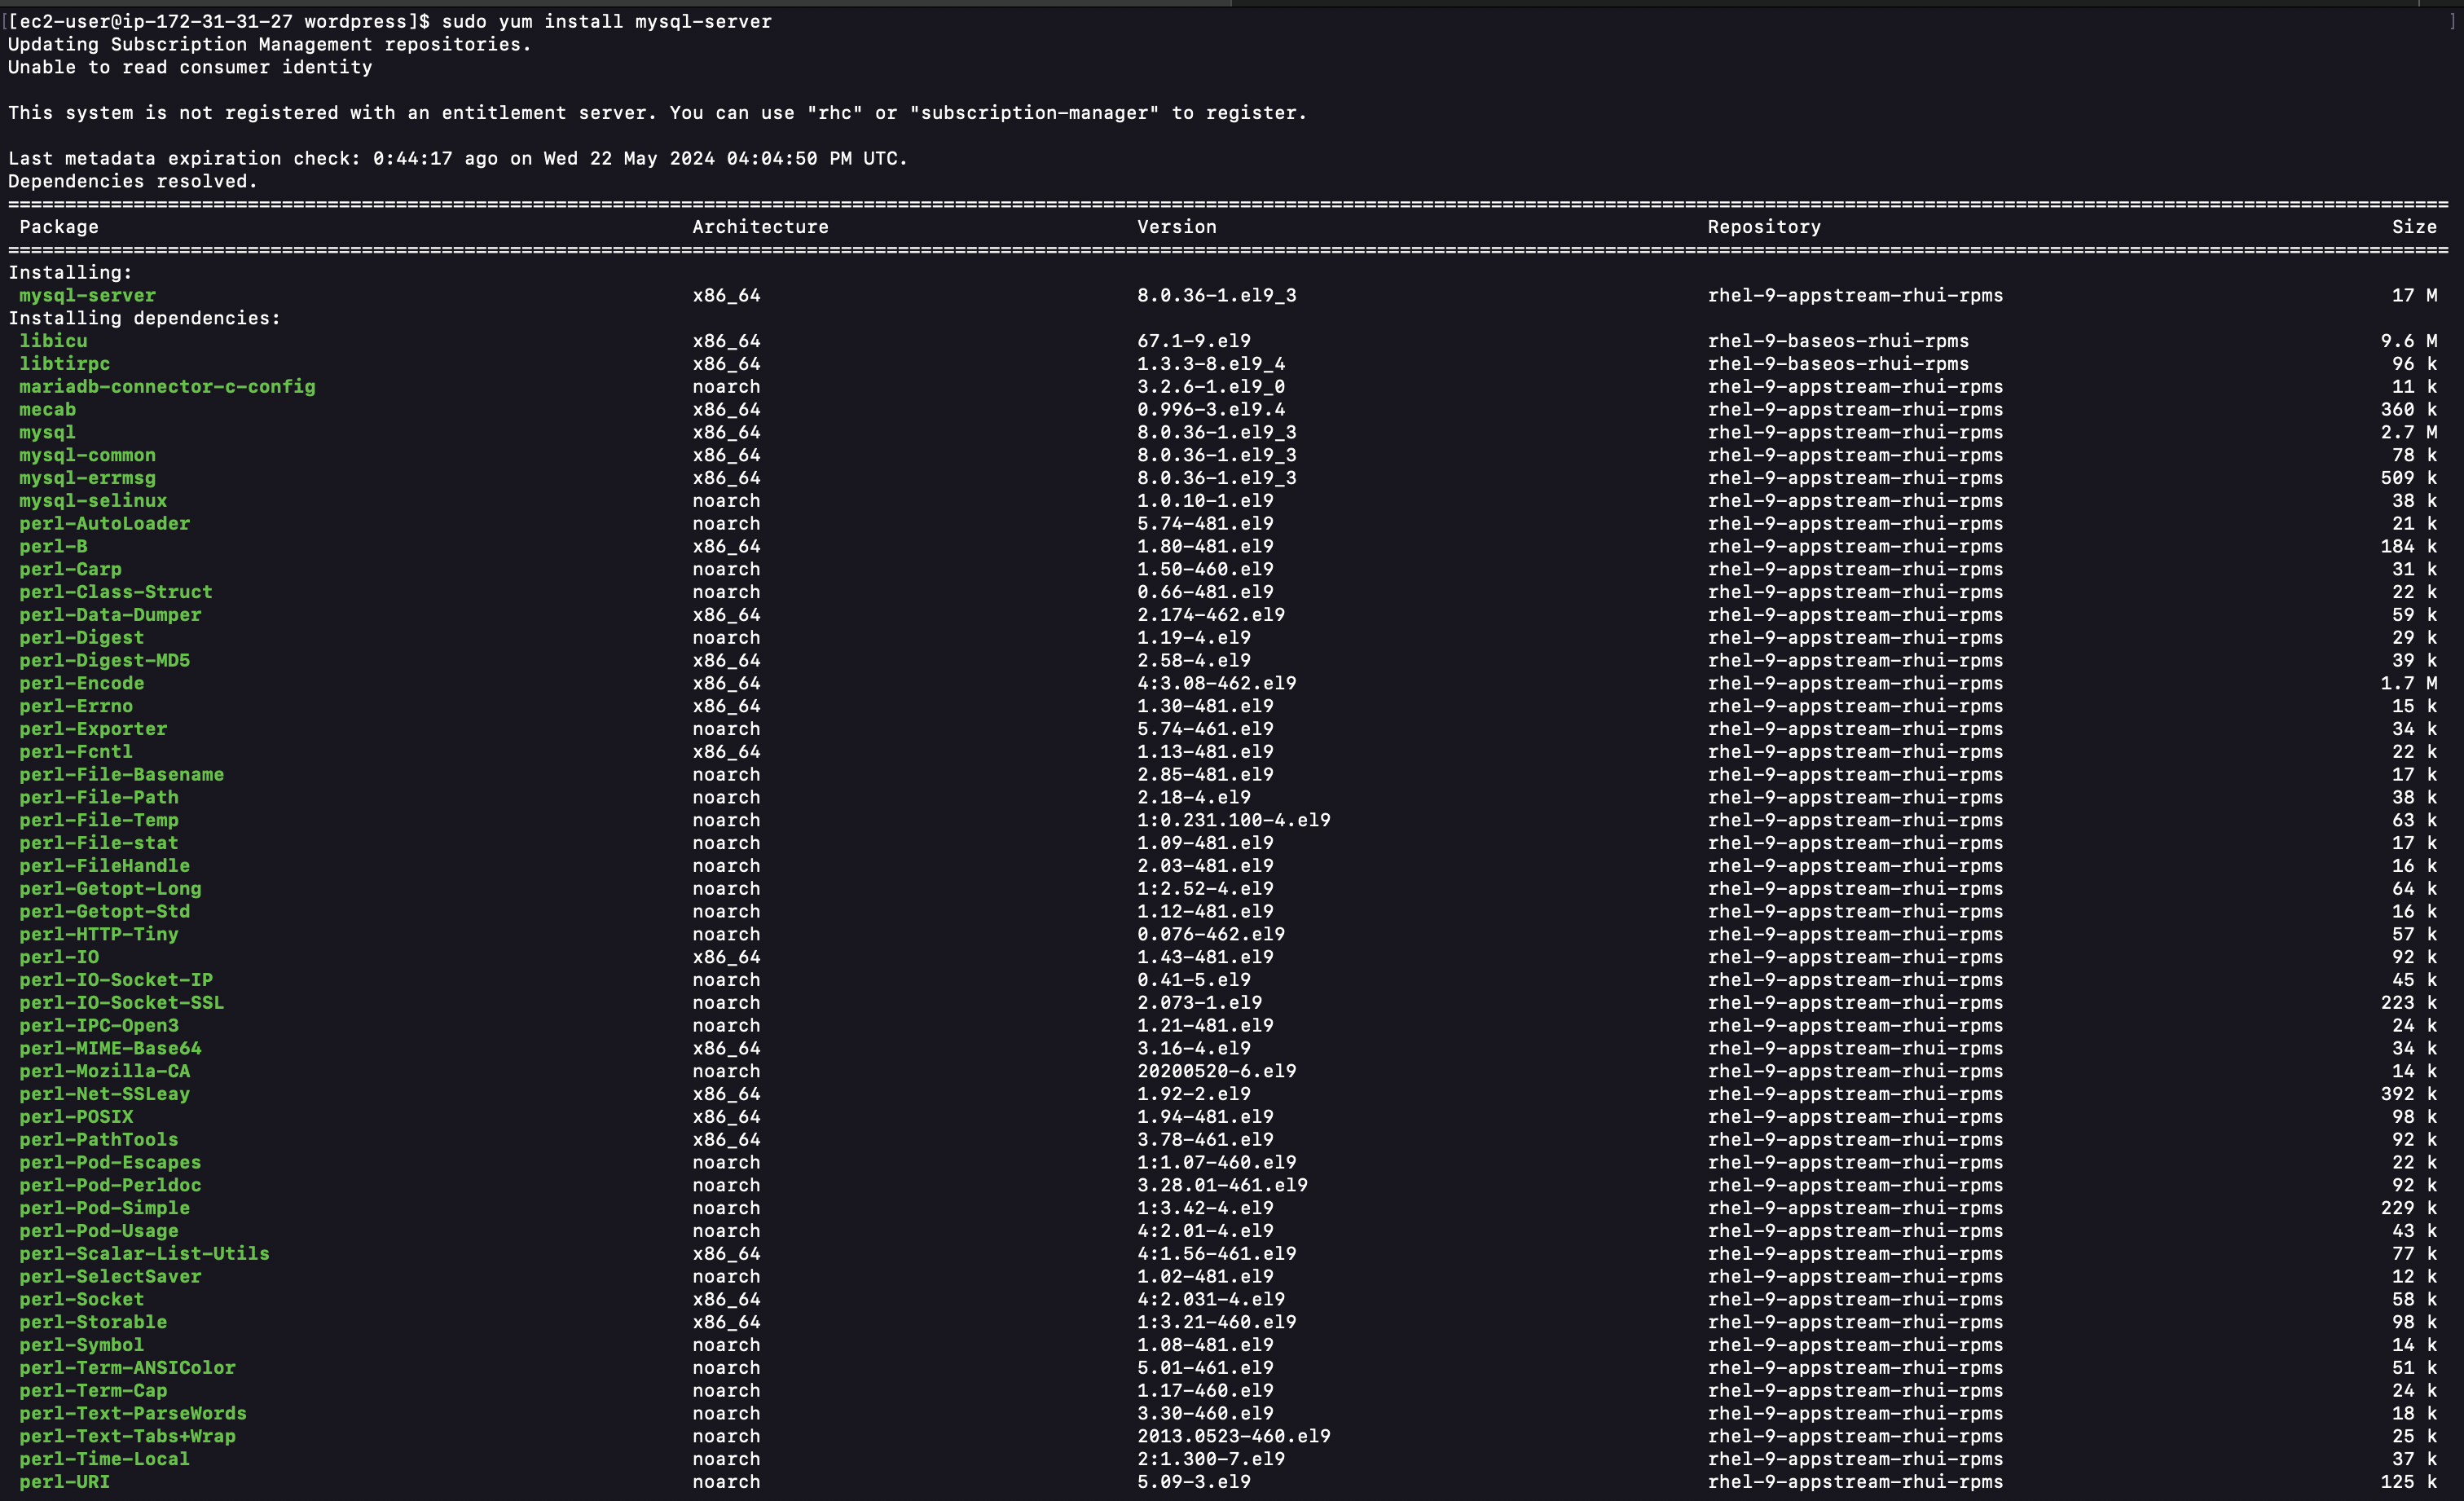 [[ec2-user@ip-172-31-31-27 wordpress]$ sudo yum install mysql-server ]
Updating Subscription Management repositories.
Unable to read consumer identity
This system is not registered with an entitlement server. You can use "rhc" or "subscription-manager" to register.
Last metadata expiration check: 0:44:17 ago on Wed 22 May 2024 04:04:50 PM UTC.
Dependencies resolved.
Package Architecture Version Repository Size
Installing:
mysql-server x86_64 8.0.36-1.el9_3 rhel-9-appstream-rhui-rpms 17 M
Installing dependencies:
libicu x86_64 67.1-9.el9 rhel-9-baseos-rhui-rpms 9.6 M
libtirpc x86_64 1.3.3-8.el9_4 rhel-9-baseos-rhui-rpms 96 k
mariadb-connector-c-config noarch 3.2.6-1.el9_0 rhel-9-appstream-rhui-rpms 11 k
mecab x86_64 0.996-3.el9.4 rhel-9-appstream-rhui-rpms 360 k
mysql x86_64 8.0.36-1.el9_3 rhel-9-appstream-rhui-rpms 2.7 M
mysql-common x86_64 8.0.36-1.el9_3 rhel-9-appstream-rhui-rpms 78 k
mysql-errmsg x86_64 8.0.36-1.el9_3 rhel-9-appstream-rhui-rpms 509 k
mysql-selinux noarch 1.0.10-1.el9 rhel-9-appstream-rhui-rpms 38 k
perl-AutoLoader noarch 5.74-481.el9 rhel-9-appstream-rhui-rpms 21 k
perl-B x86_64 1.80-481.el9 rhel-9-appstream-rhui-rpms 184 k
perl-Carp noarch 1.50-460.el9 rhel-9-appstream-rhui-rpms 31 k
perl-Class-Struct noarch 0.66-481.el9 rhel-9-appstream-rhui-rpms 22 k
perl-Data-Dumper x86_64 2.174-462.el9 rhel-9-appstream-rhui-rpms 59 k
perl-Digest noarch 1.19-4.el9 rhel-9-appstream-rhui-rpms 29 k
perl-Digest-MD5 x86_64 2.58-4.el9 rhel-9-appstream-rhui-rpms 39 k
perl-Encode x86_64 4:3.08-462.el9 rhel-9-appstream-rhui-rpms 1.7 M
perl-Errno x86_64 1.30-481.el9 rhel-9-appstream-rhui-rpms 15 k
perl-Exporter noarch 5.74-461.el9 rhel-9-appstream-rhui-rpms 34 k
perl-Fcntl x86_64 1.13-481.el9 rhel-9-appstream-rhui-rpms 22 k
perl-File-Basename noarch 2.85-481.el9 rhel-9-appstream-rhui-rpms 17 k
perl-File-Path noarch 2.18-4.el9 rhel-9-appstream-rhui-rpms 38 k
perl-File-Temp noarch 1:0.231.100-4.el9 rhel-9-appstream-rhui-rpms 63 k
perl-File-stat noarch 1.09-481.el9 rhel-9-appstream-rhui-rpms 17 k
perl-FileHandle noarch 2.03-481.el9 rhel-9-appstream-rhui-rpms 16 k
perl-Getopt-Long noarch 1:2.52-4.el9 rhel-9-appstream-rhui-rpms 64 k
perl-Getopt-Std noarch 1.12-481.el9 rhel-9-appstream-rhui-rpms 16 k
perl-HTTP-Tiny noarch 0.076-462.el9 rhel-9-appstream-rhui-rpms 57 k
perl-IO x86_64 1.43-481.el9 rhel-9-appstream-rhui-rpms 92 k
perl-IO-Socket-IP noarch 0.41-5.el9 rhel-9-appstream-rhui-rpms 45 k
perl-IO-Socket-SSL noarch 2.073-1.el9 rhel-9-appstream-rhui-rpms 223 k
perl-IPC-Open3 noarch 1.21-481.el9 rhel-9-appstream-rhui-rpms 24 k
perl-MIME-Base64 x86_64 3.16-4.el9 rhel-9-appstream-rhui-rpms 34 k
perl-Mozilla-CA noarch 20200520-6.el9 rhel-9-appstream-rhui-rpms 14 k
perl-Net-SSLeay x86_64 1.92-2.el9 rhel-9-appstream-rhui-rpms 392 k
perl-POSIX x86_64 1.94-481.el9 rhel-9-appstream-rhui-rpms 98 k
perl-PathTools x86_64 3.78-461.el9 rhel-9-appstream-rhui-rpms 92 k
perl-Pod-Escapes noarch 1:1.07-460.el9 rhel-9-appstream-rhui-rpms 22 k
perl-Pod-Perldoc noarch 3.28.01-461.el9 rhel-9-appstream-rhui-rpms 92 k
perl-Pod-Simple noarch 1:3.42-4.el9 rhel-9-appstream-rhui-rpms 229 k
perl-Pod-Usage noarch 4:2.01-4.el9 rhel-9-appstream-rhui-rpms 43 k
perl-Scalar-List-Utils x86_64 4:1.56-461.el9 rhel-9-appstream-rhui-rpms 77 k
perl-SelectSaver noarch 1.02-481.el9 rhel-9-appstream-rhui-rpms 12 k
perl-Socket x86_64 4:2.031-4.el9 rhel-9-appstream-rhui-rpms 58 k
perl-Storable x86_64 1:3.21-460.el9 rhel-9-appstream-rhui-rpms 98 k
perl-Symbol noarch 1.08-481.el9 rhel-9-appstream-rhui-rpms 14 k
perl-Term-ANSIColor noarch 5.01-461.el9 rhel-9-appstream-rhui-rpms 51 k
perl-Term-Cap noarch 1.17-460.el9 rhel-9-appstream-rhui-rpms 24 k
perl-Text-ParseWords noarch 3.30-460.el9 rhel-9-appstream-rhui-rpms 18 k
perl-Text-Tabs+Wrap noarch 2013.0523-460.el9 rhel-9-appstream-rhui-rpms 25 k
perl-Time-Local noarch 2:1.300-7.el9 rhel-9-appstream-rhui-rpms 37 k
perl-URI noarch 5.09-3.el9 rhel-9-appstream-rhui-rpms 125 k